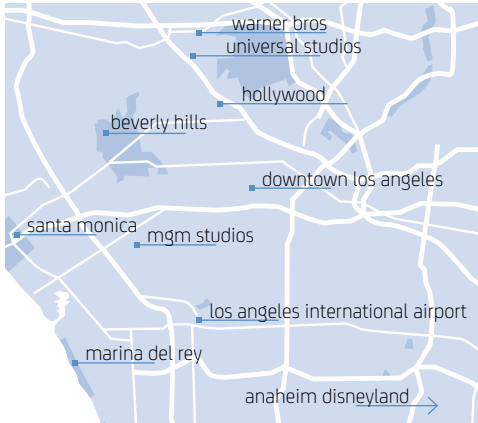 warner bros
universal studios
hollywood
beverly hills
downtown los angeles
santa monica
mgm studios
los angeles international airport
marina del rey
anaheim disneyland